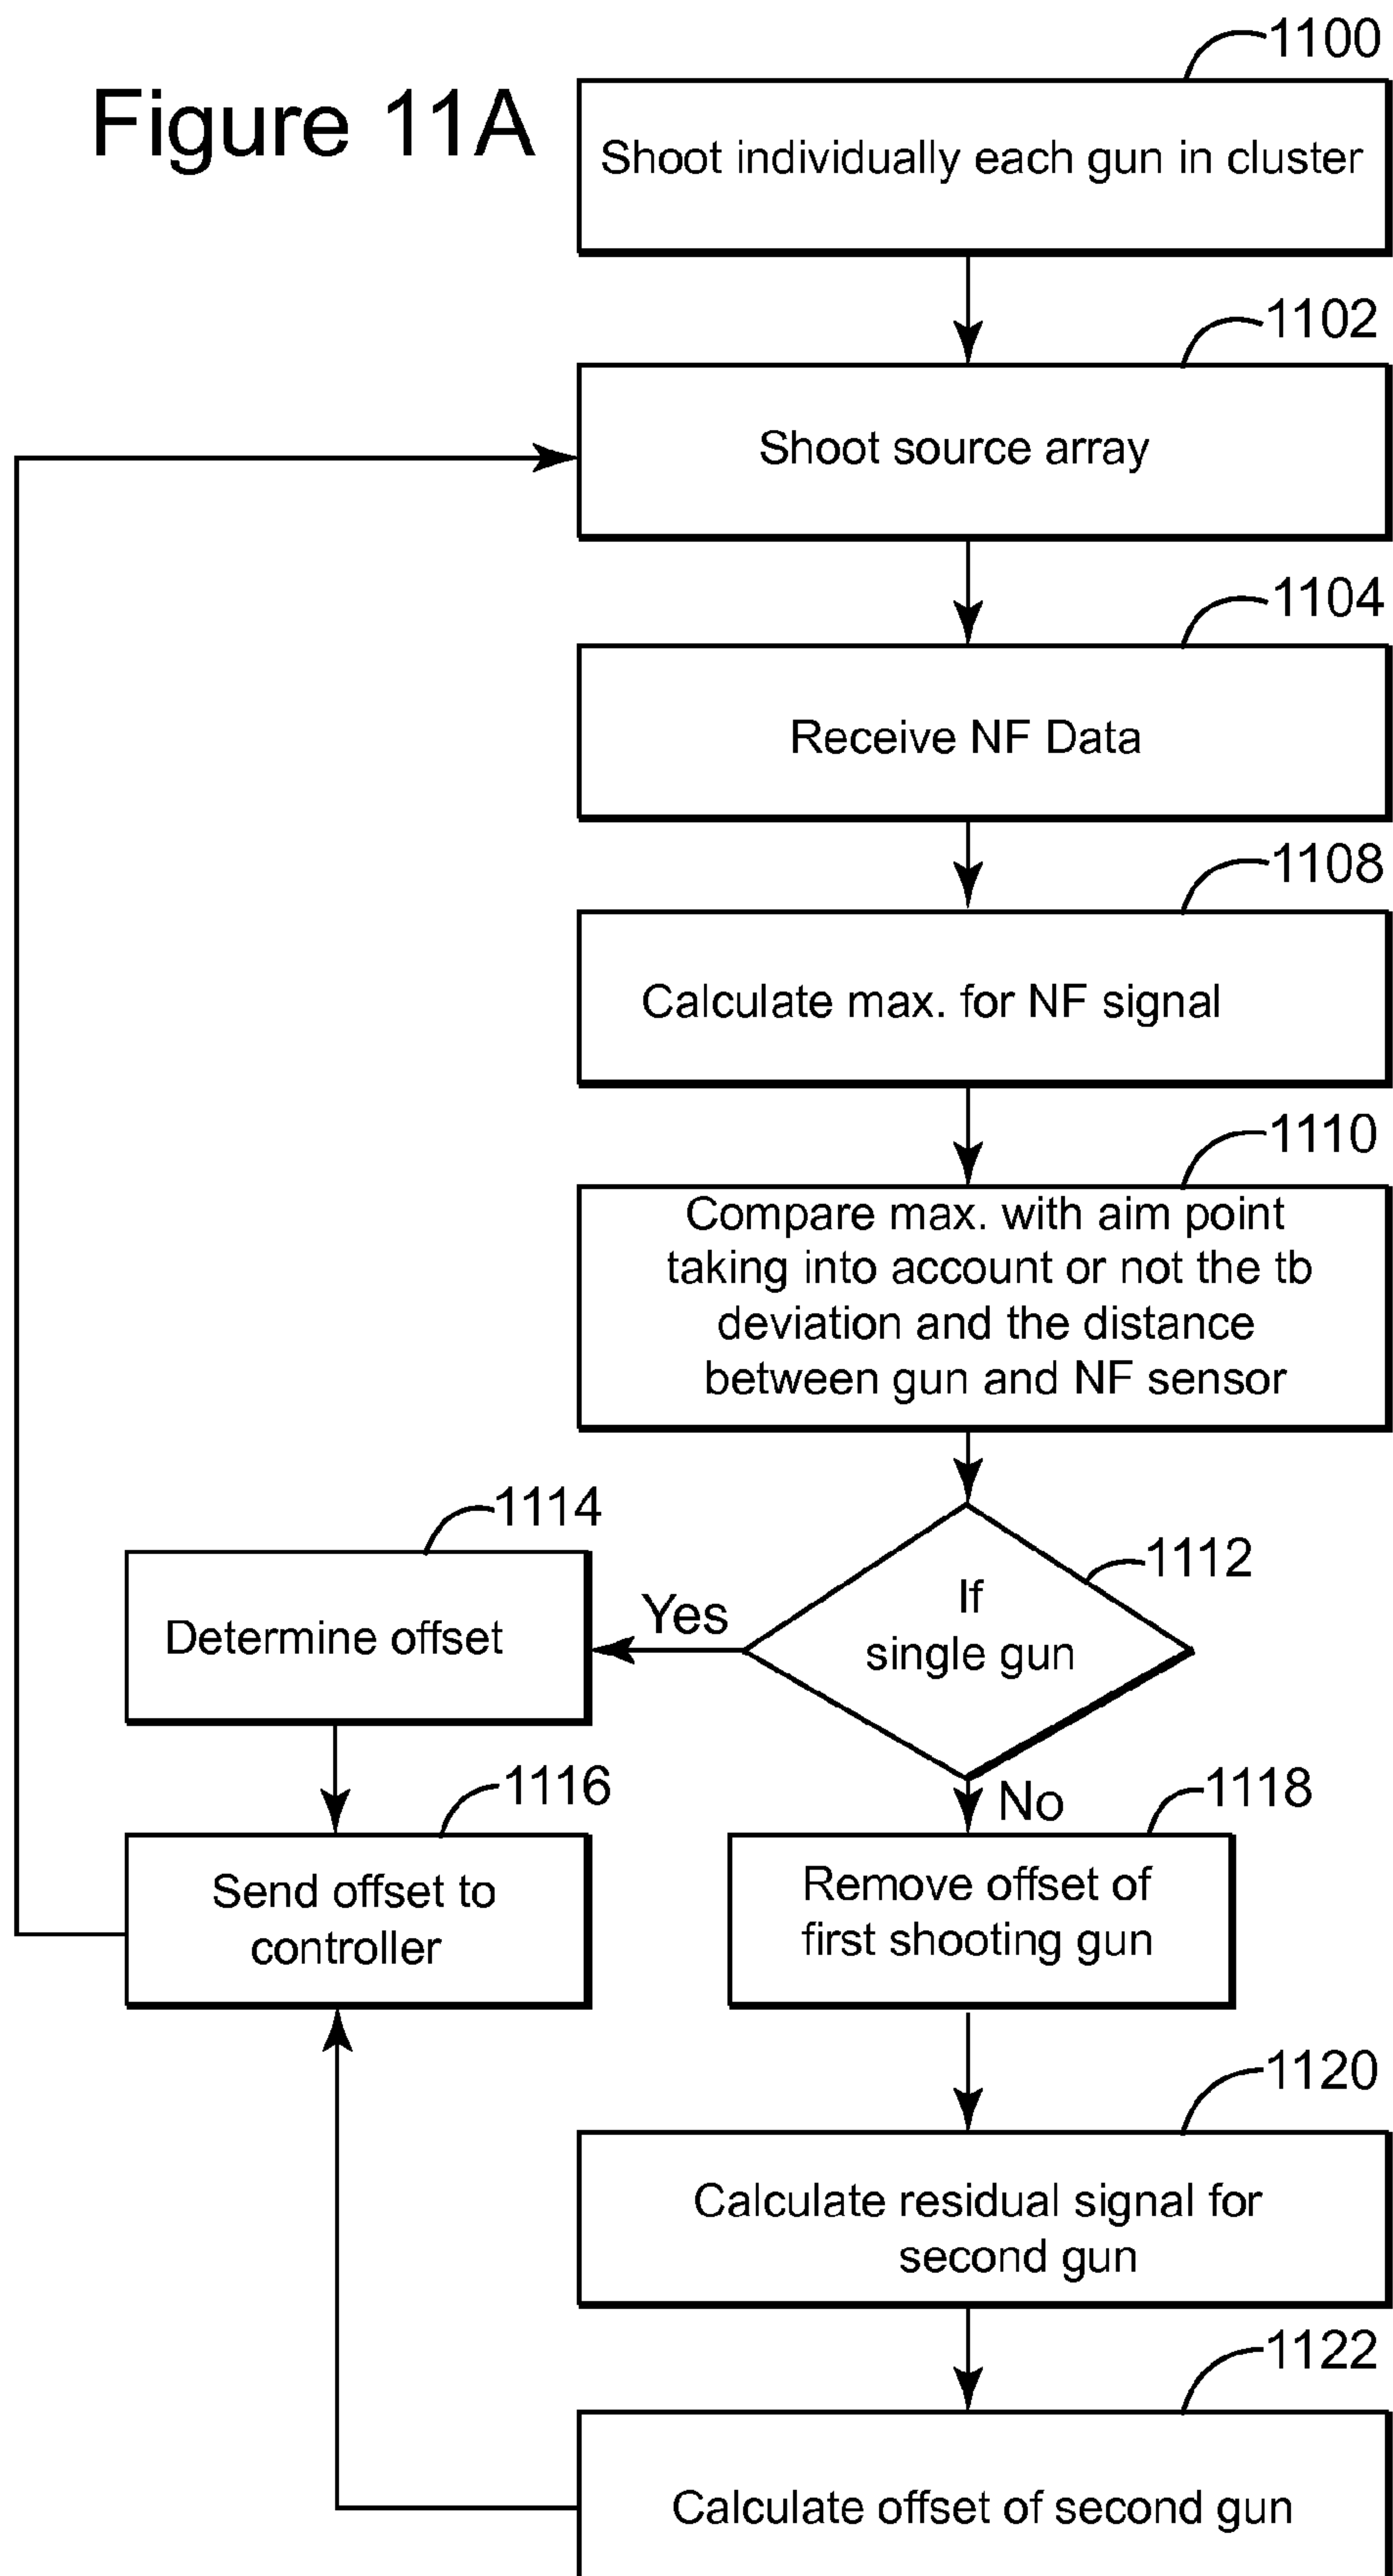 Figure 11A
1100
Shoot individually each gun in cluster
1102
Shoot source array
1104
Receive NF Data
1108
Calculate max. for NF signal
1110
Compare max. with aim point
taking into account or not the tb
deviation and the distance
between gun and NF sensor
1112
If
single gun
Yes
1114
Determine offset
1116
Send offset to
controller
No
1118
Remove offset of
first shooting gun
1120
Calculate residual signal for
second gun
1122
Calculate offset of second gun